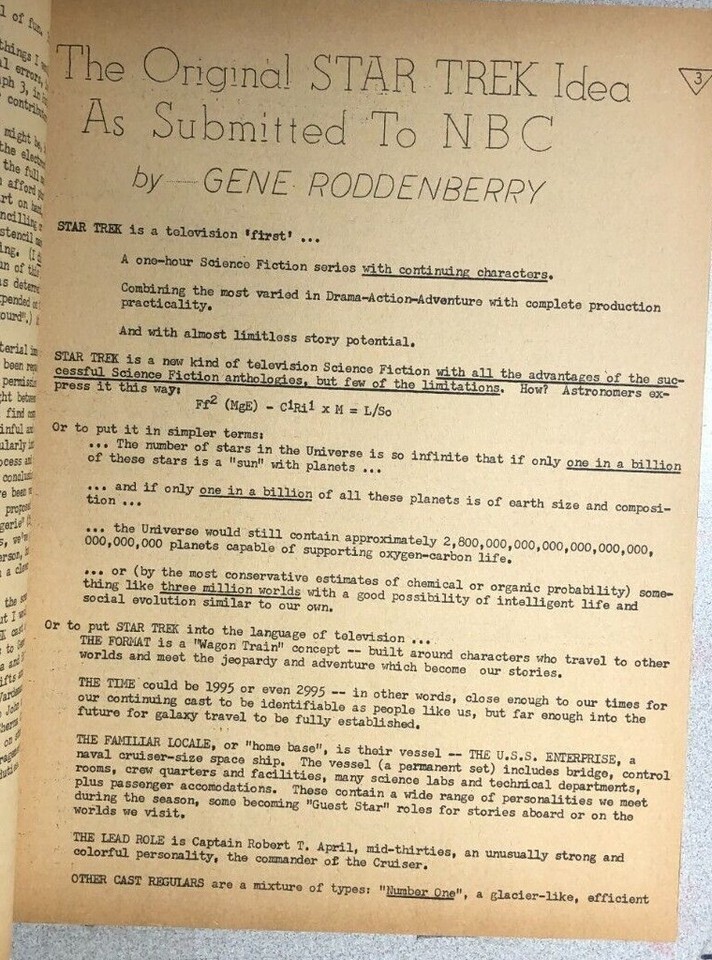 The Original STAR TREK Idea
3
As Submitted To NBC
by — GENE RODDENBERRY
STAR TREK is a television 'first' ...
A one-hour Science Fiction series with continuing characters.
Combining the most varied in Drama-Action-Adventure with complete production
practicality.
And with almost limitless story potential.
STAR TREK is a new kind of television Science Fiction with all the advantages of the suc-
cessful Science Fiction anthologies, but few of the limitations. How? Astronomers ex-
press it this way:
Ff² (MgE) - C¹Ri¹ x M = L/So
Or to put it in simpler terms:
... The number of stars in the Universe is so infinite that if only one in a billion
of these stars is a "sun" with planets ...
... and if only one in a billion of all these planets is of earth size and composi-
tion ...
... the Universe would still contain approximately 2,800,000,000,000,000,000,000,
000,000,000 planets capable of supporting oxygen-carbon life.
... or (by the most conservative estimates of chemical or organic probability) some-
thing like three million worlds with a good possibility of intelligent life and
social evolution similar to our own.
Or to put STAR TREK into the language of television ...
THE FORMAT is a "Wagon Train" concept -- built around characters who travel to other
worlds and meet the jeopardy and adventure which become our stories.
THE TIME could be 1995 or even 2995 -- in other words, close enough to our times for
our continuing cast to be identifiable as people like us, but far enough into the
future for galaxy travel to be fully established.
THE FAMILIAR LOCALE, or "home base", is their vessel -- THE U.S.S. ENTERPRISE, a
naval cruiser-size space ship. The vessel (a permanent set) includes bridge, control
rooms, crew quarters and facilities, many science labs and technical departments,
plus passenger accomodations. These contain a wide range of personalities we meet
during the season, some becoming "Guest Star" roles for stories aboard or on the
worlds we visit.
THE LEAD ROLE is Captain Robert T. April, mid-thirties, an unusually strong and
colorful personality, the commander of the Cruiser.
OTHER CAST REGULARS are a mixture of types: "Number One", a glacier-like, efficient